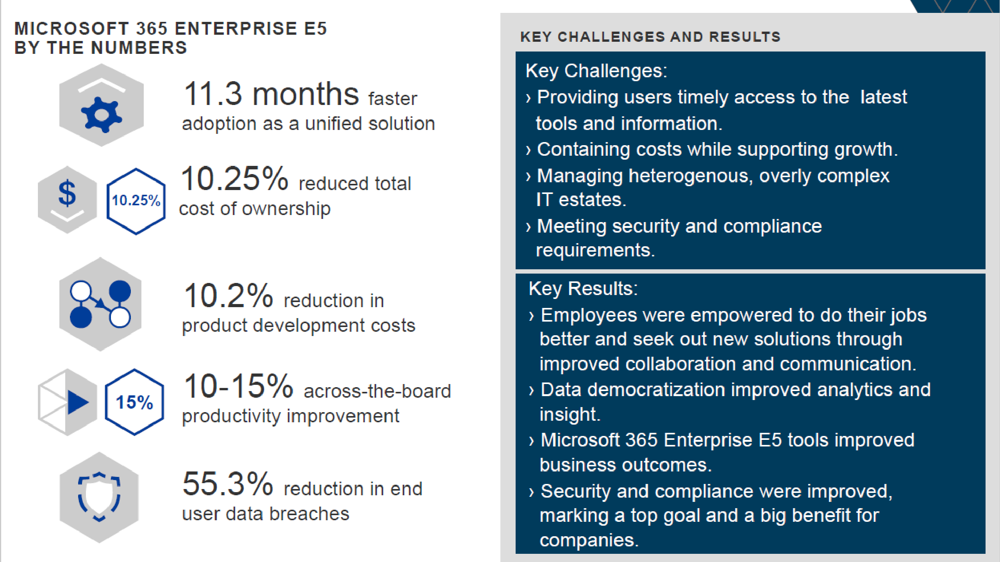 MICROSOFT 365 ENTERPRISE E5
BY THE NUMBERS
11.3 months faster
adoption as a unified solution
$
10.25%
10.25% reduced total
cost of ownership
10.2% reduction in
product development costs
15%
10-15% across-the-board
productivity improvement
55.3% reduction in end
user data breaches
KEY CHALLENGES AND RESULTS
Key Challenges:
› Providing users timely access to the latest
tools and information.
› Containing costs while supporting growth.
› Managing heterogenous, overly complex
IT estates.
› Meeting security and compliance
requirements.
Key Results:
› Employees were empowered to do their jobs
better and seek out new solutions through
improved collaboration and communication.
› Data democratization improved analytics and
insight.
› Microsoft 365 Enterprise E5 tools improved
business outcomes.
› Security and compliance were improved,
marking a top goal and a big benefit for
companies.